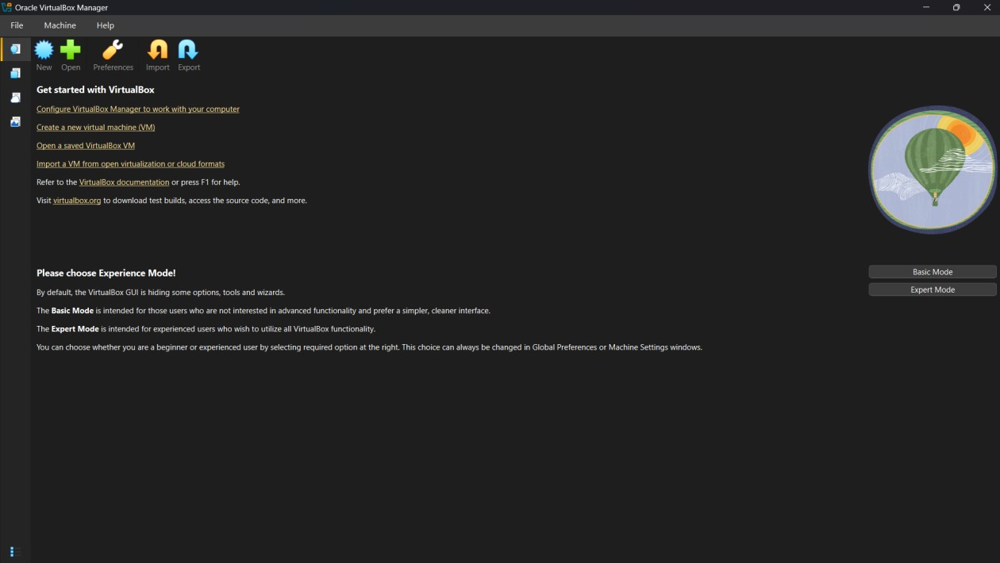 Oracle VirtualBox Manager
File Machine Help
New Open Preferences Import Export
Get started with VirtualBox
Configure VirtualBox Manager to work with your computer
Create a new virtual machine (VM)
Open a saved VirtualBox VM
Import a VM from open virtualization or cloud formats
Refer to the VirtualBox documentation or press F1 for help.
Visit virtualbox.org to download test builds, access the source code, and more.
Please choose Experience Mode!
By default, the VirtualBox GUI is hiding some options, tools and wizards.
The Basic Mode is intended for those users who are not interested in advanced functionality and prefer a simpler, cleaner interface.
The Expert Mode is intended for experienced users who wish to utilize all VirtualBox functionality.
You can choose whether you are a beginner or experienced user by selecting required option at the right. This choice can always be changed in Global Preferences or Machine Settings windows.
Basic Mode
Expert Mode